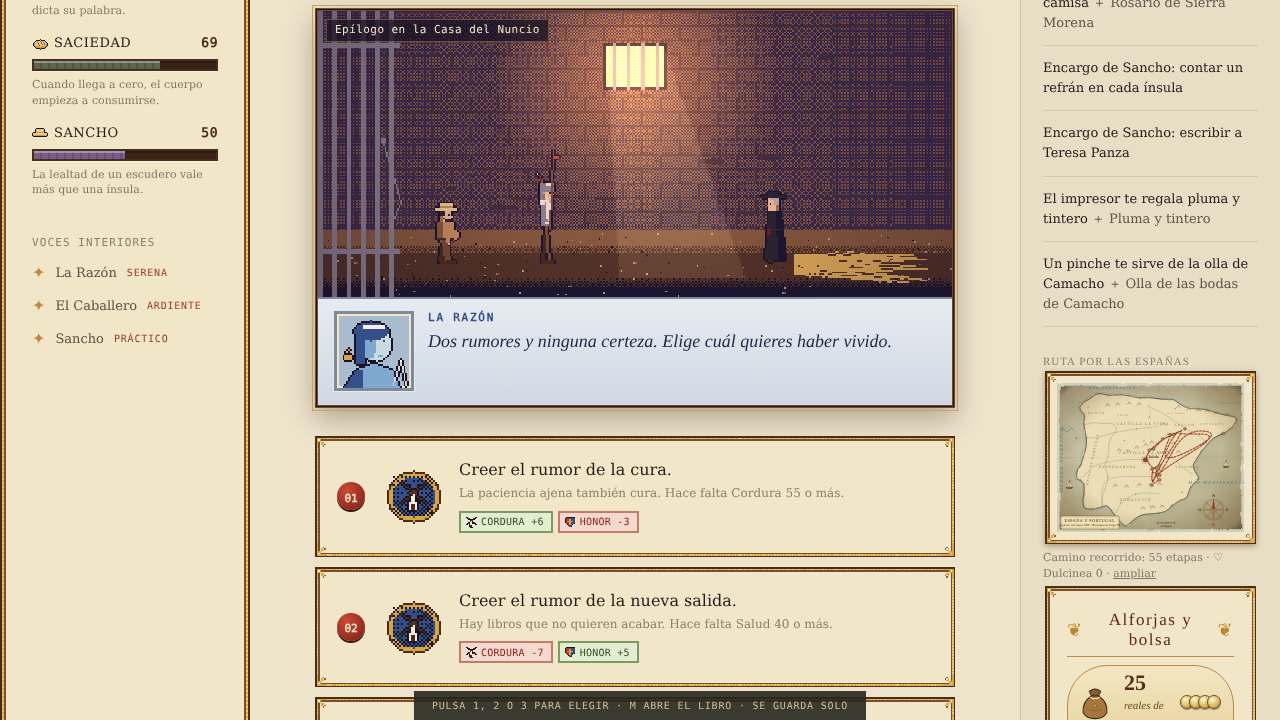 dicta su palabra.
SACIEDAD 69
Cuando llega a cero, el cuerpo
empieza a consumirse.
SANCHO 50
La lealtad de un escudero vale
más que una ínsula.
VOCES INTERIORES
La Razón SERENA
El Caballero ARDIENTE
Sancho PRÁCTICO
Epílogo en la Casa del Nuncio
LA RAZÓN
Dos rumores y ninguna certeza. Elige cuál quieres haber vivido.
01
Creer el rumor de la cura.
La paciencia ajena también cura. Hace falta Cordura 55 o más.
CORDURA +6 HONOR -3
02
Creer el rumor de la nueva salida.
Hay libros que no quieren acabar. Hace falta Salud 40 o más.
CORDURA -7 HONOR +5
PULSA 1, 2 O 3 PARA ELEGIR · M ABRE EL LIBRO · SE GUARDA SOLO
camisa + Rosario de Sierra
Morena
Encargo de Sancho: contar un
refrán en cada ínsula
Encargo de Sancho: escribir a
Teresa Panza
El impresor te regala pluma y
tintero + Pluma y tintero
Un pinche te sirve de la olla de
Camacho + Olla de las bodas
de Camacho
RUTA POR LAS ESPAÑAS
Camino recorrido: 55 etapas · ♡
Dulcinea 0 · ampliar
Alforjas y
bolsa
25
reales de